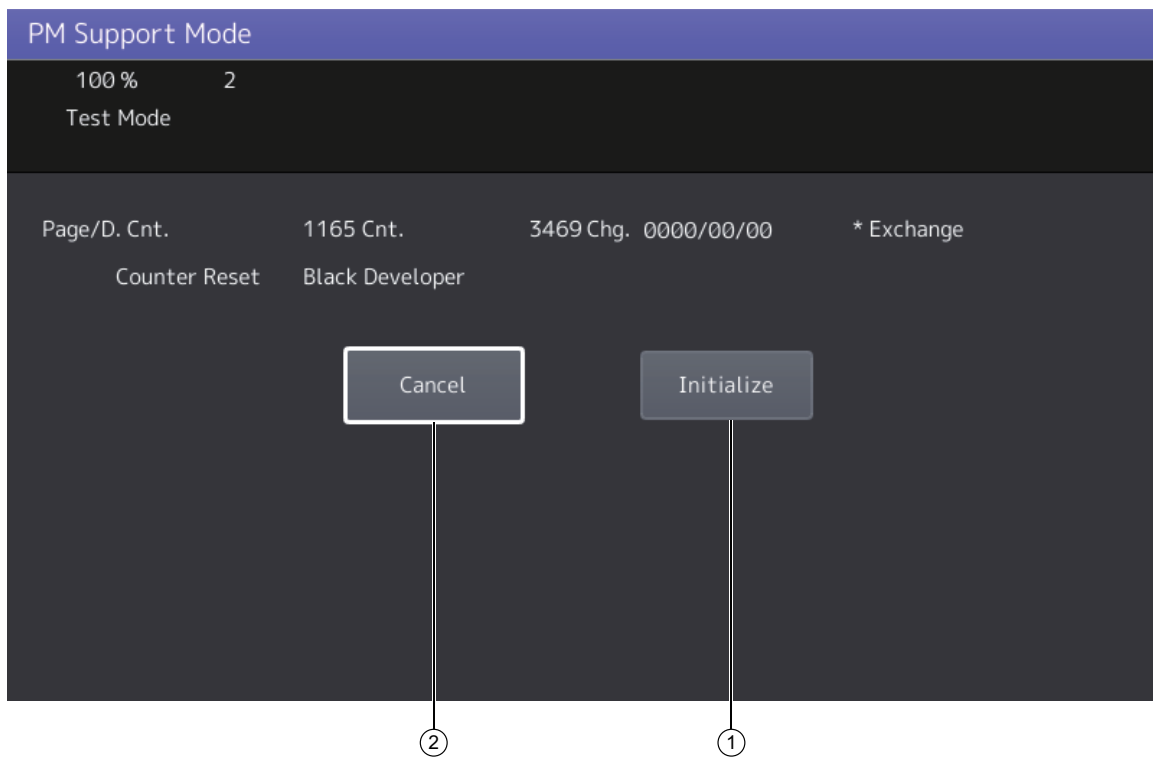 PM Support Mode
100 % 2
Test Mode
Page/D. Cnt. 1165 Cnt. 3469 Chg. 0000/00/00 * Exchange
Counter Reset Black Developer
Cancel Initialize
2 1